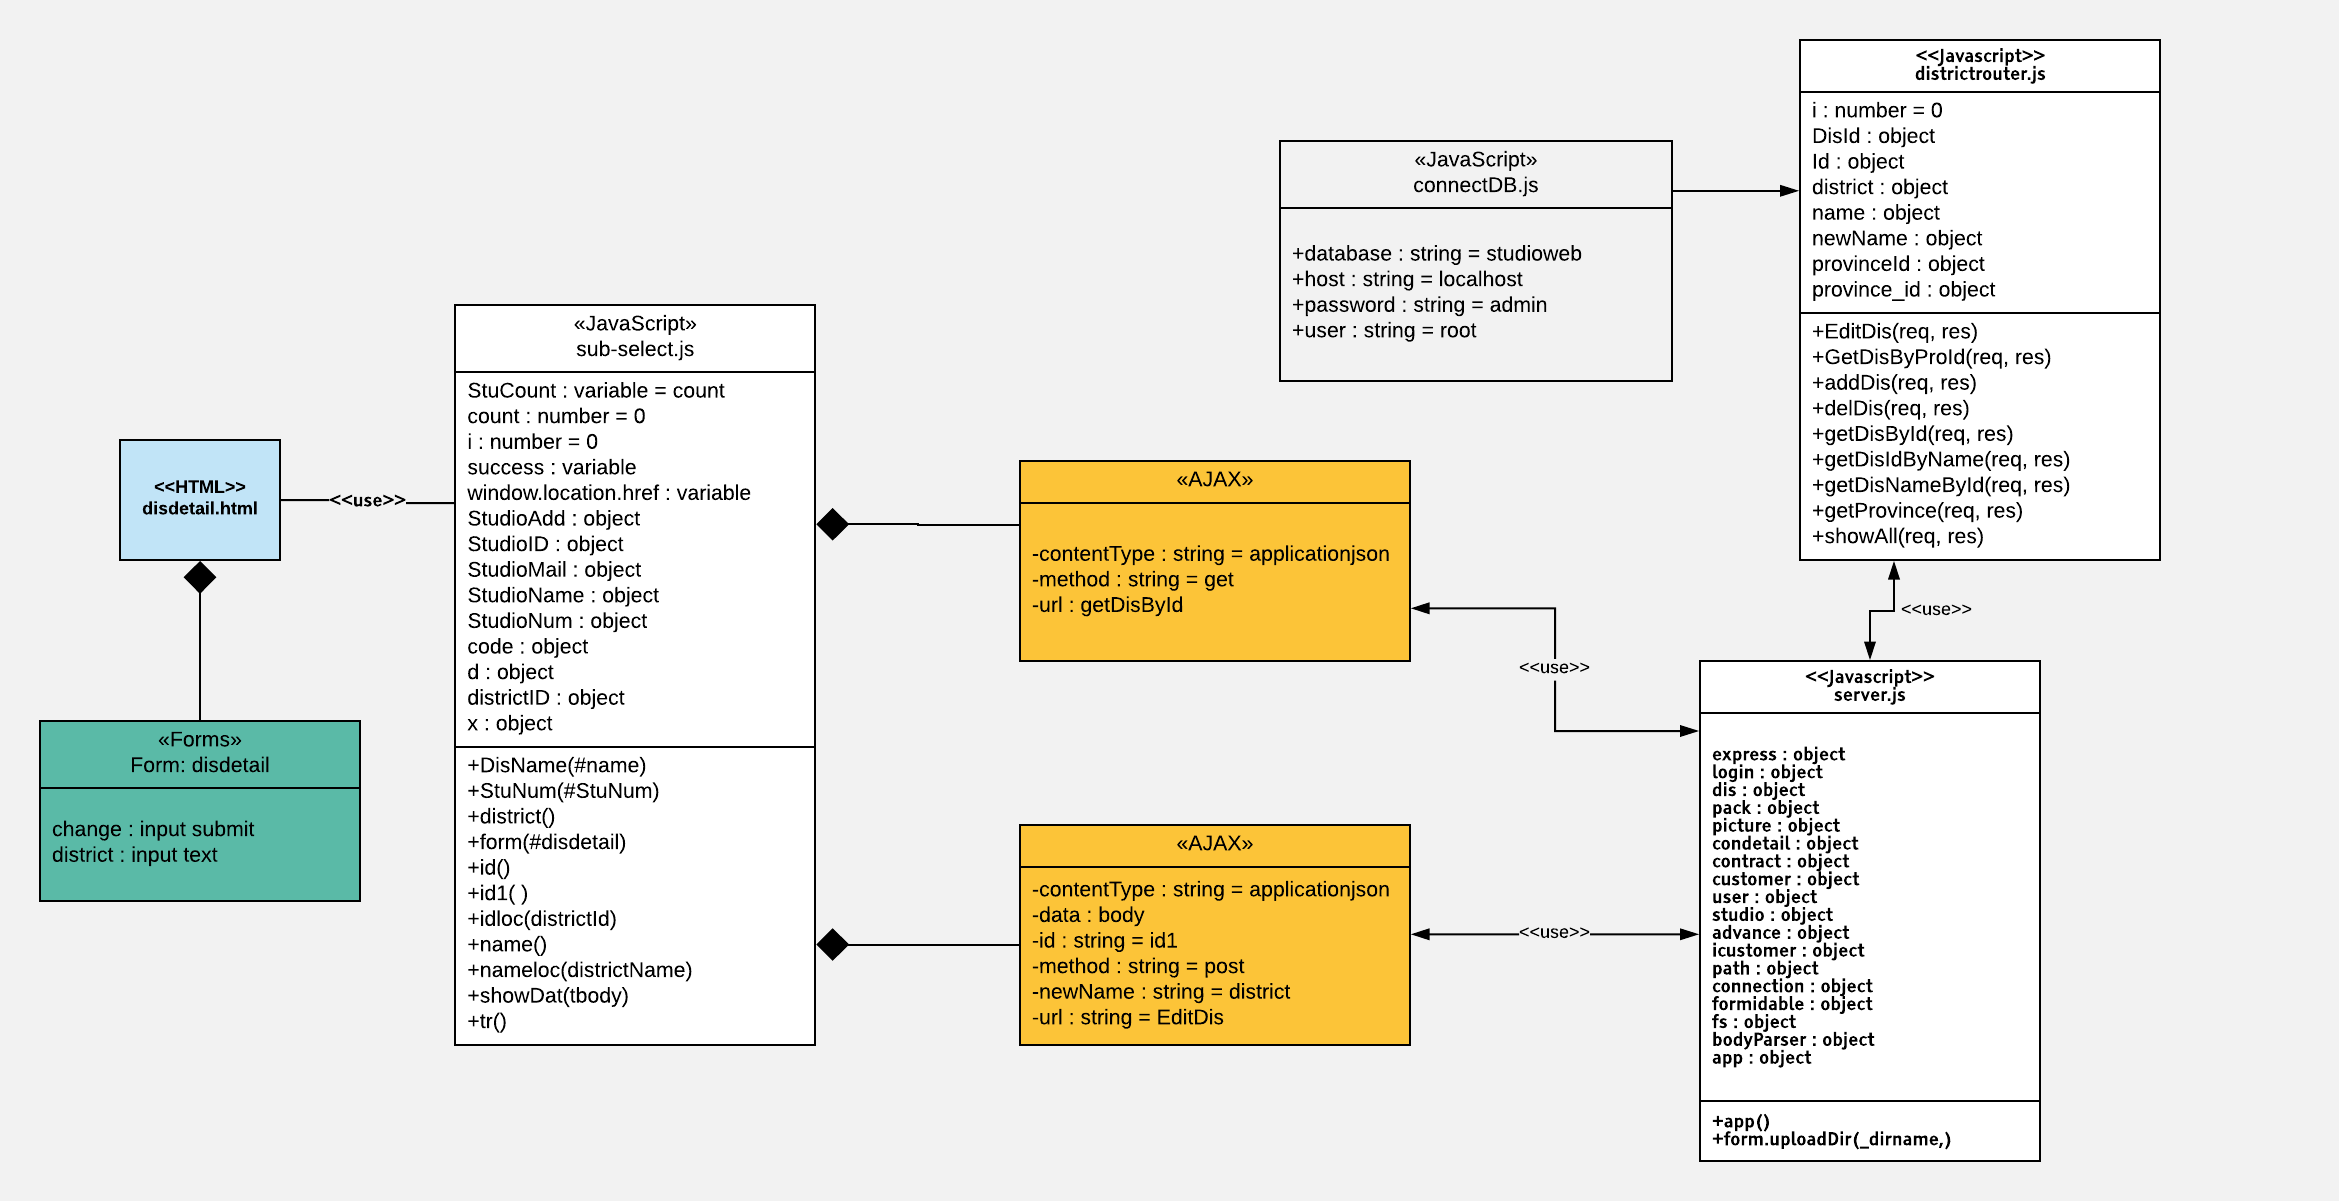 <<HTML>>
disdetail.html
<<use>>
«Forms»
Form: disdetail
change : input submit
district : input text
«JavaScript»
sub-select.js
StuCount : variable = count
count : number = 0
i : number = 0
success : variable
window.location.href : variable
StudioAdd : object
StudioID : object
StudioMail : object
StudioName : object
StudioNum : object
code : object
d : object
districtID : object
x : object
+DisName(#name)
+StuNum(#StuNum)
+district()
+form(#disdetail)
+id()
+id1( )
+idloc(districtId)
+name()
+nameloc(districtName)
+showDat(tbody)
+tr()
«AJAX»
-contentType : string = applicationjson
-method : string = get
-url : getDisById
<<use>>
«AJAX»
-contentType : string = applicationjson
-data : body
-id : string = id1
-method : string = post
-newName : string = district
-url : string = EditDis
<<use>>
«JavaScript»
connectDB.js
+database : string = studioweb
+host : string = localhost
+password : string = admin
+user : string = root
<<Javascript>>
districtrouter.js
i : number = 0
DisId : object
Id : object
district : object
name : object
newName : object
provinceId : object
province_id : object
+EditDis(req, res)
+GetDisByProId(req, res)
+addDis(req, res)
+delDis(req, res)
+getDisById(req, res)
+getDisIdByName(req, res)
+getDisNameById(req, res)
+getProvince(req, res)
+showAll(req, res)
<<use>>
<<Javascript>>
server.js
express : object
login : object
dis : object
pack : object
picture : object
condetail : object
contract : object
customer : object
user : object
studio : object
advance : object
icustomer : object
path : object
connection : object
formidable : object
fs : object
bodyParser : object
app : object
+app()
+form.uploadDir(_dirname,)